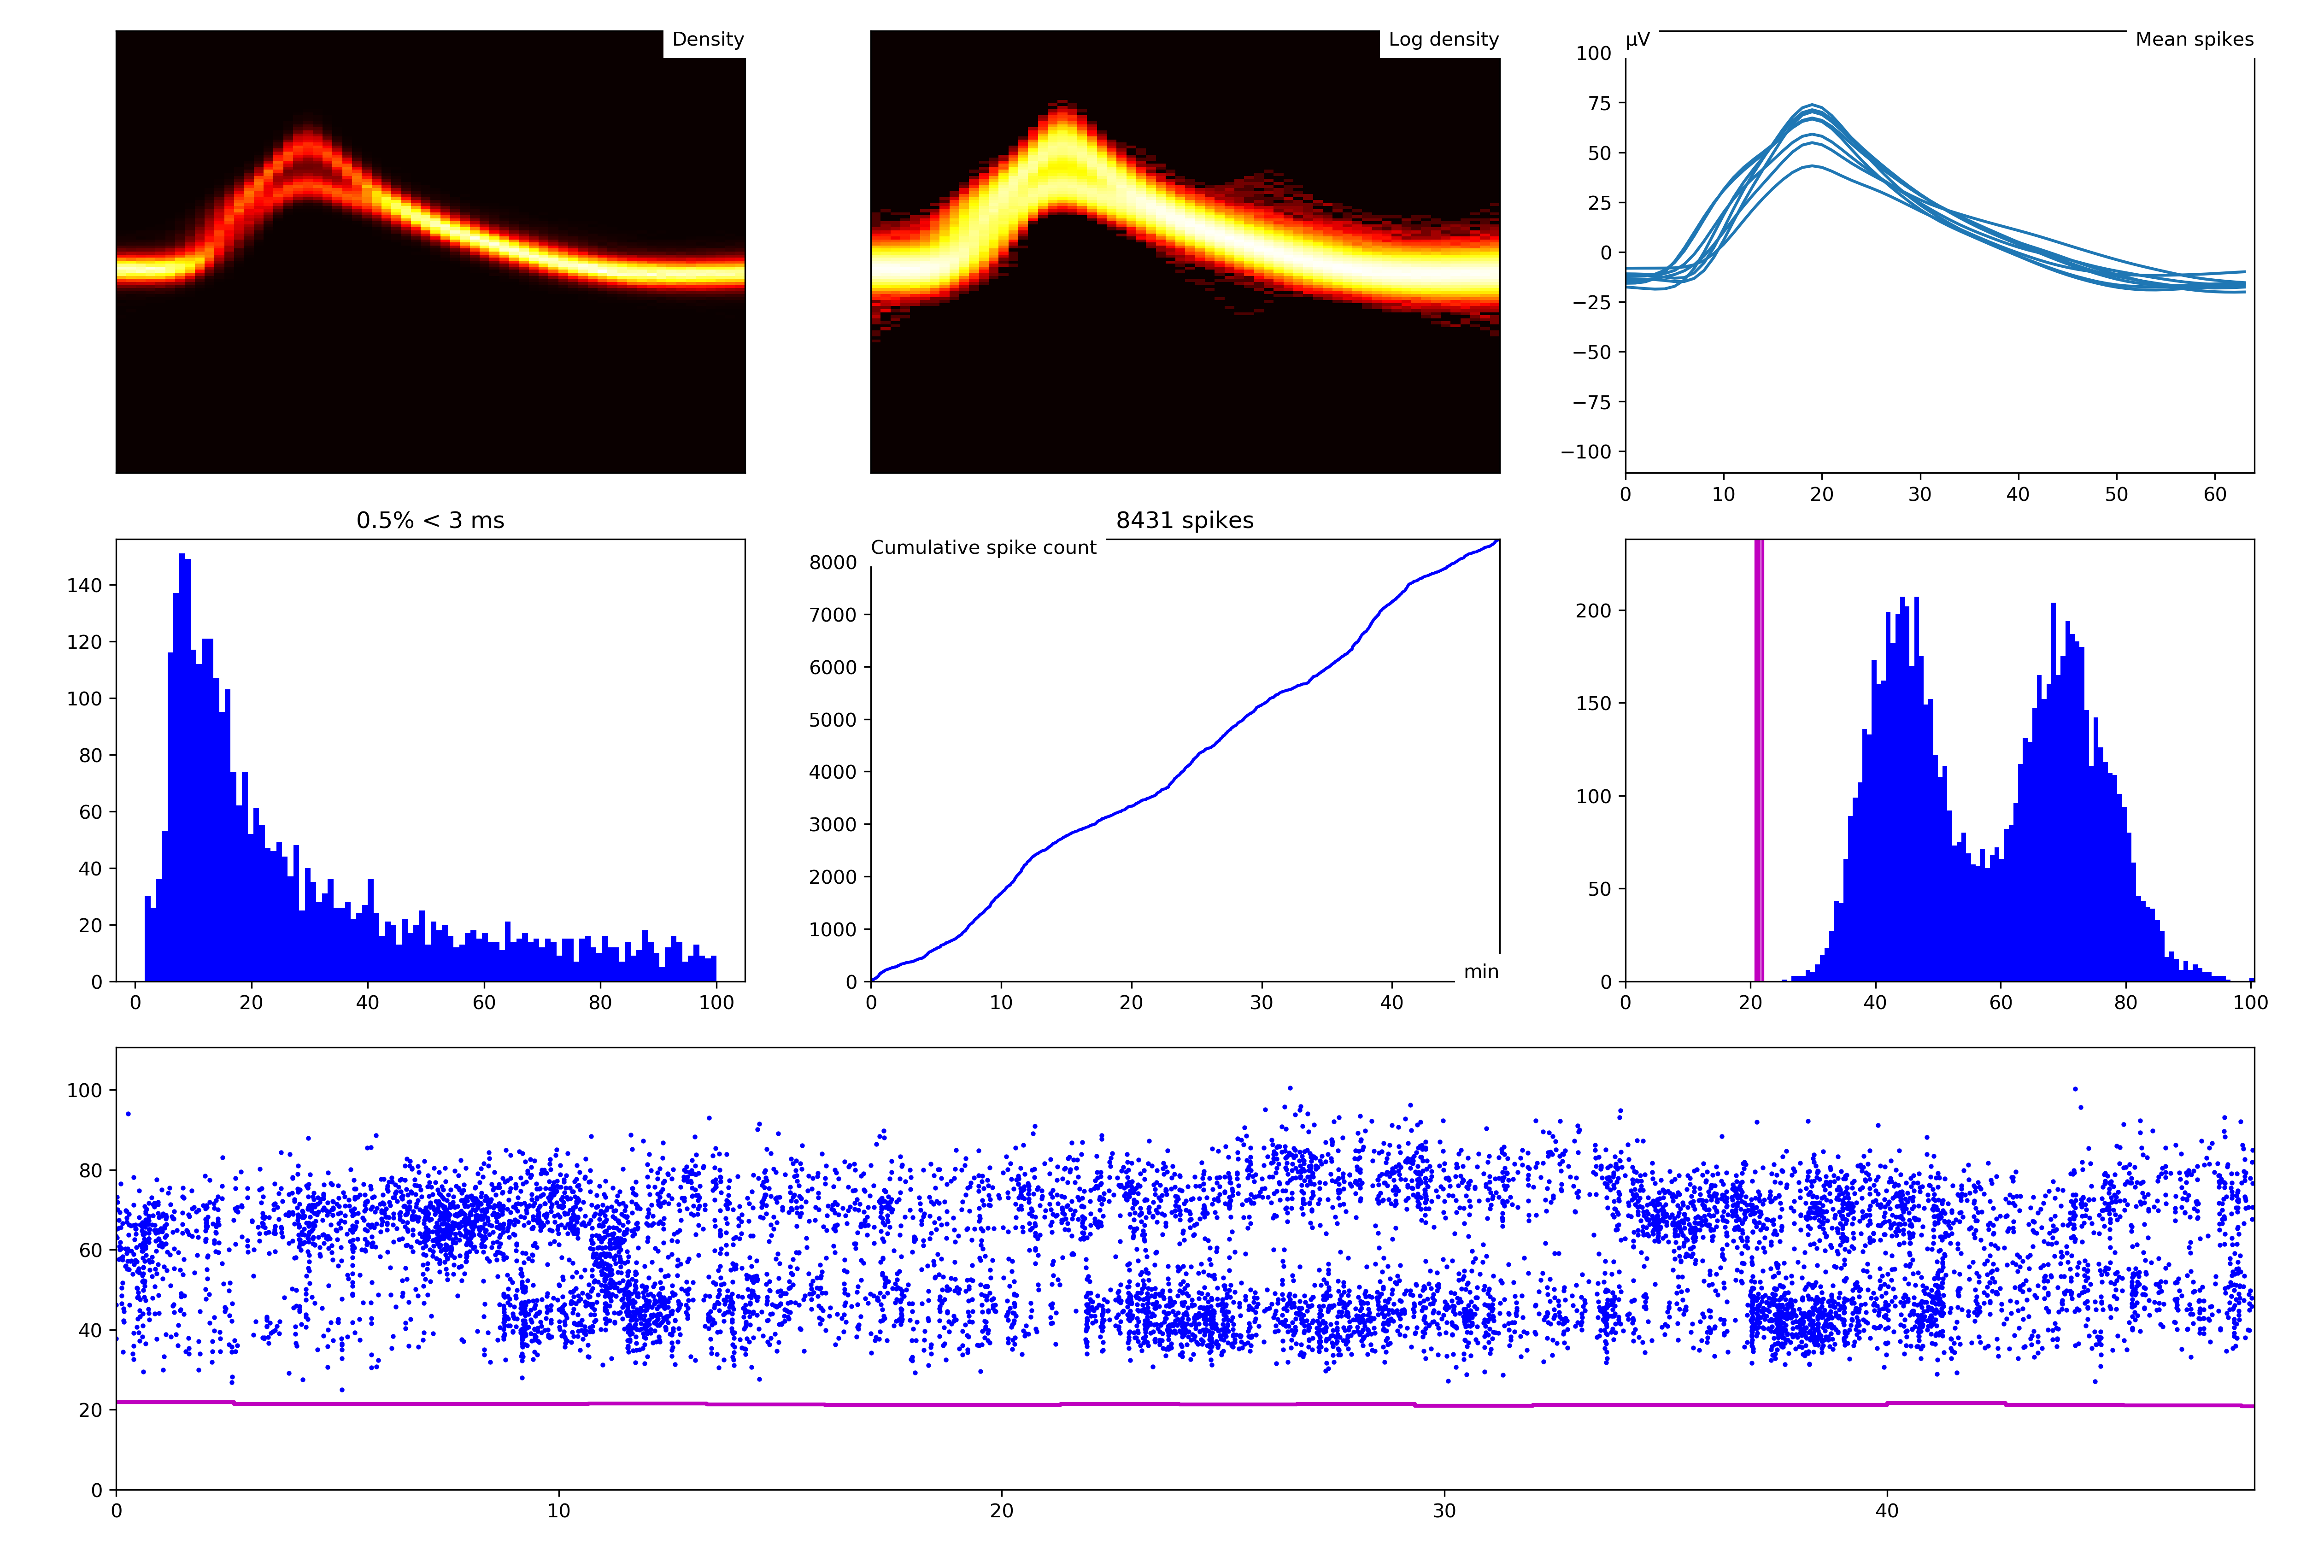 Density
Log density
µV
Mean spikes
100
75
50
25
0
−25
−50
−75
−100
0 10 20 30 40 50 60
0.5% < 3 ms
140
120
100
80
60
40
20
0
0 20 40 60 80 100
8431 spikes
Cumulative spike count
8000
7000
6000
5000
4000
3000
2000
1000
0
min
0 10 20 30 40
200
150
100
50
0
0 20 40 60 80 100
100
80
60
40
20
0
0 10 20 30 40